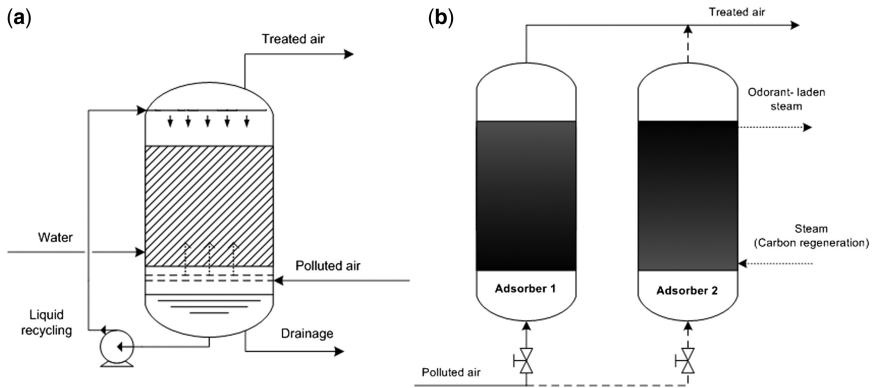 (a)
Treated air
Water
Polluted air
Liquid
recycling
Drainage
(b)
Treated air
Odorant- laden
steam
Steam
(Carbon regeneration)
Adsorber 1
Adsorber 2
Polluted air